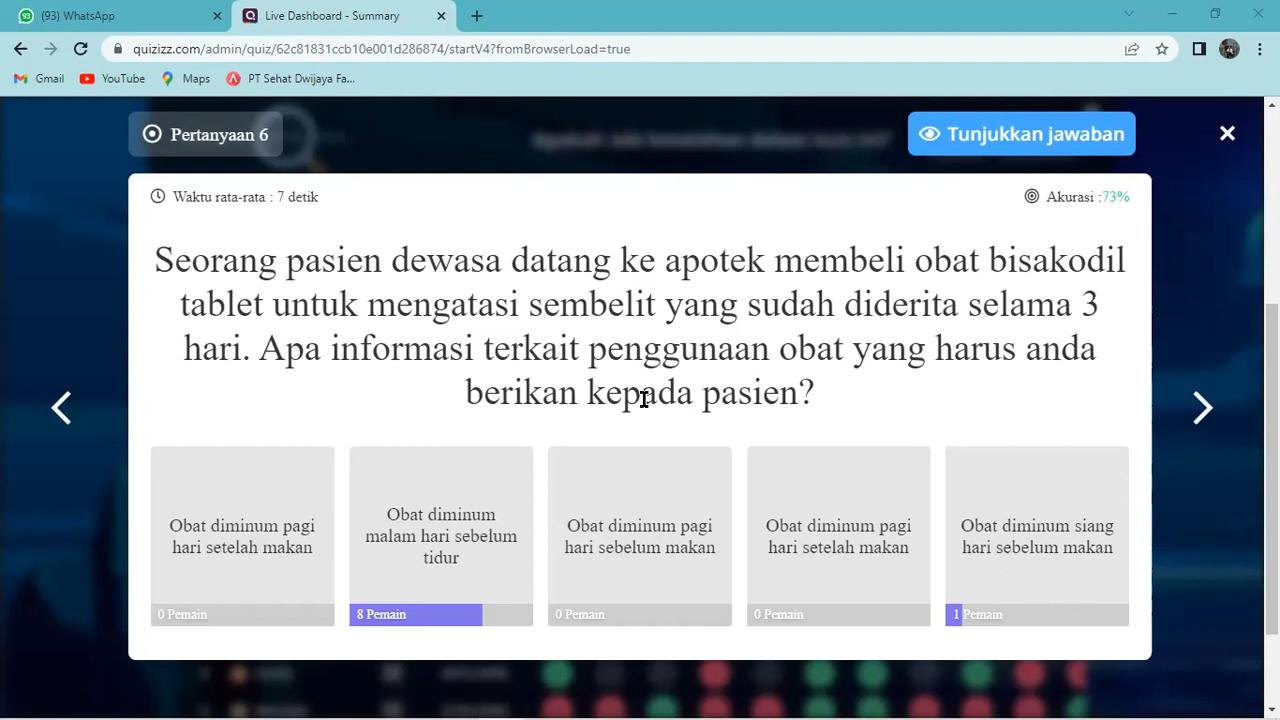 (93) WhatsApp
Live Dashboard - Summary
quizizz.com/admin/quiz/62c81831ccb10e001d286874/startV4?fromBrowserLoad=true
Gmail
YouTube
Maps
PT Sehat Dwijaya Fa...
Pertanyaan 6
Tunjukkan jawaban
Waktu rata-rata : 7 detik
Akurasi :73%
Seorang pasien dewasa datang ke apotek membeli obat bisakodil
tablet untuk mengatasi sembelit yang sudah diderita selama 3
hari. Apa informasi terkait penggunaan obat yang harus anda
berikan kepada pasien?
Obat diminum pagi
hari setelah makan
0 Pemain
Obat diminum
malam hari sebelum
tidur
8 Pemain
Obat diminum pagi
hari sebelum makan
0 Pemain
Obat diminum pagi
hari setelah makan
0 Pemain
Obat diminum siang
hari sebelum makan
1 Pemain